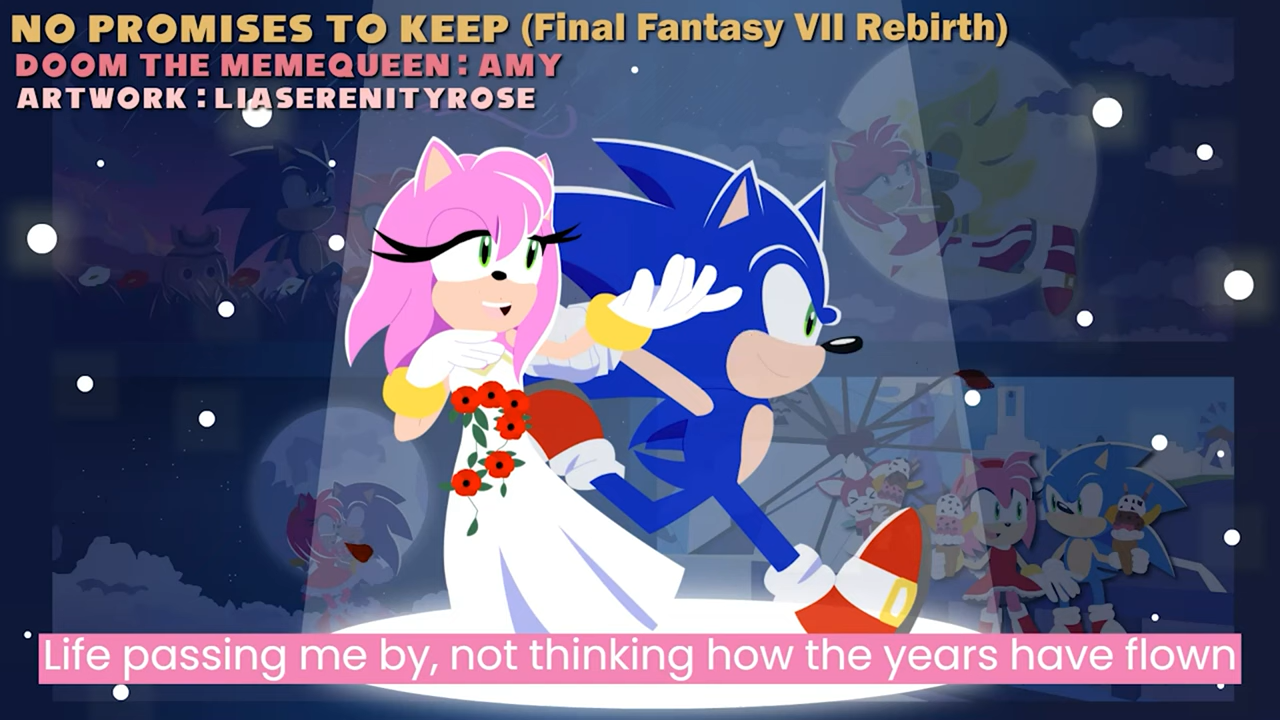 NO PROMISES TO KEEP (Final Fantasy VII Rebirth)
DOOM THE MEMEQUEEN : AMY
ARTWORK : LIASERENITYROSE
Life passing me by, not thinking how the years have flown